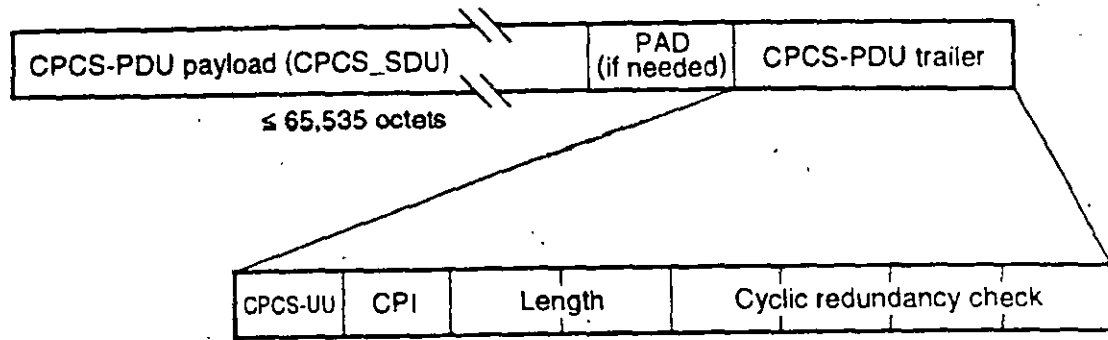 CPCS-PDU payload (CPCS_SDU)
PAD
(if needed)
CPCS-PDU trailer
≤ 65,535 octets
CPCS-UU
CPI
Length
Cyclic redundancy check